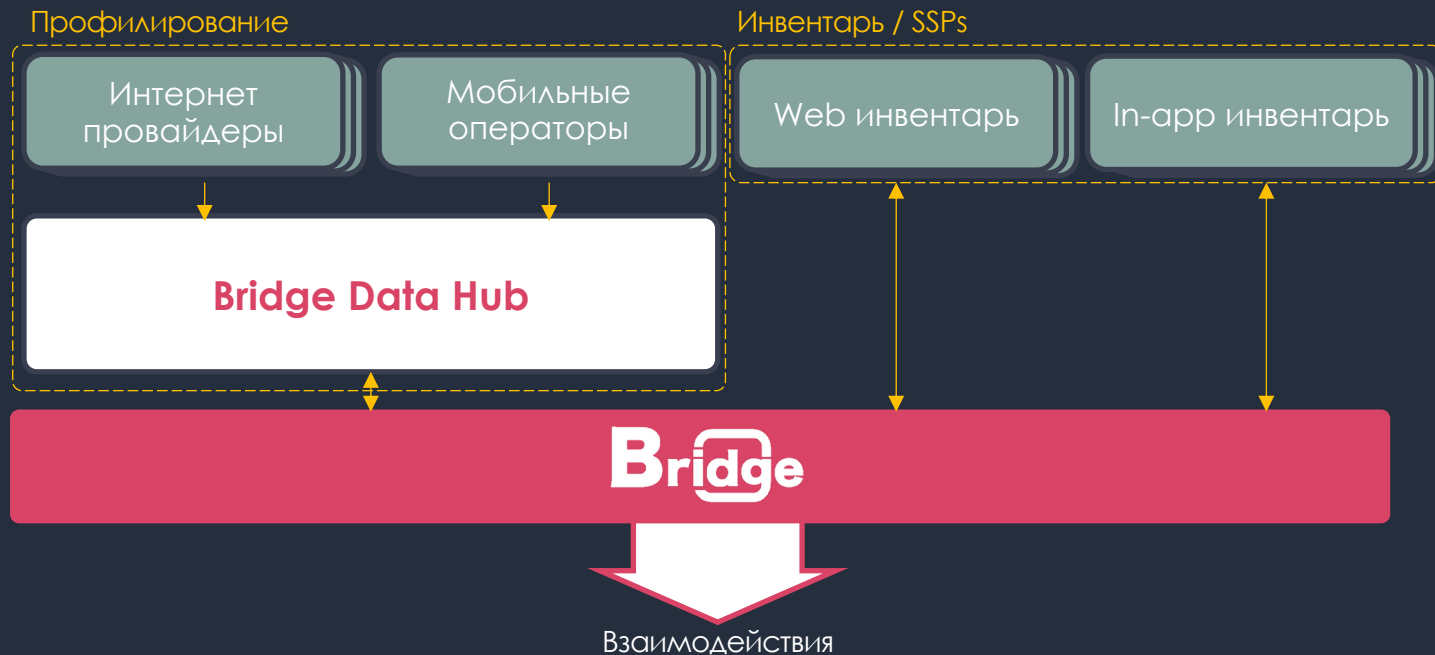 Профилирование
Инвентарь / SSPs
Интернет
провайдеры
Мобильные
операторы
Web инвентарь
In-app инвентарь
Bridge Data Hub
Bridge
Взаимодействия